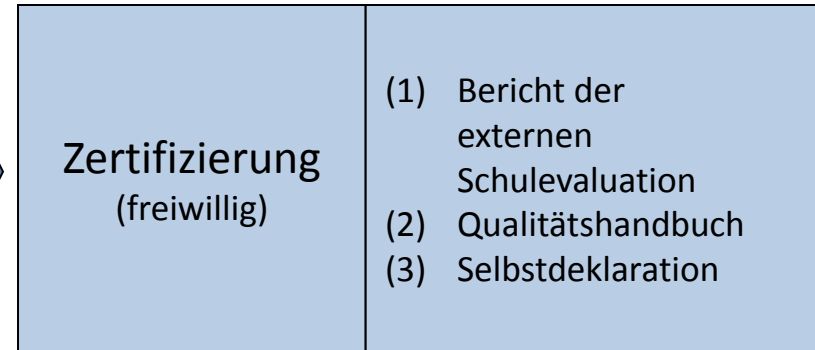 Zertifizierung
(freiwillig)
(1) Bericht der
externen
Schulevaluation
(2) Qualitätshandbuch
(3) Selbstdeklaration